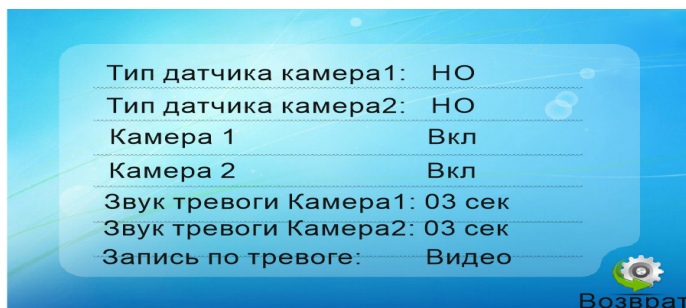 Тип датчика камера1: НО
Тип датчика камера2: НО
Камера 1 Вкл
Камера 2 Вкл
Звук тревоги Камера1: 03 сек
Звук тревоги Камера2: 03 сек
Запись по тревоге: Видео
Возврат